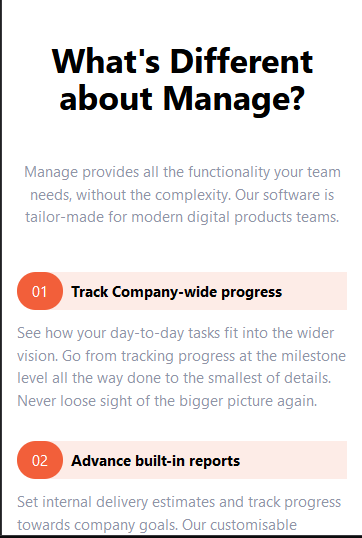 What's Different
about Manage?
Manage provides all the functionality your team
needs, without the complexity. Our software is
tailor-made for modern digital products teams.
01 Track Company-wide progress
See how your day-to-day tasks fit into the wider
vision. Go from tracking progress at the milestone
level all the way done to the smallest of details.
Never loose sight of the bigger picture again.
02 Advance built-in reports
Set internal delivery estimates and track progress
towards company goals. Our customisable